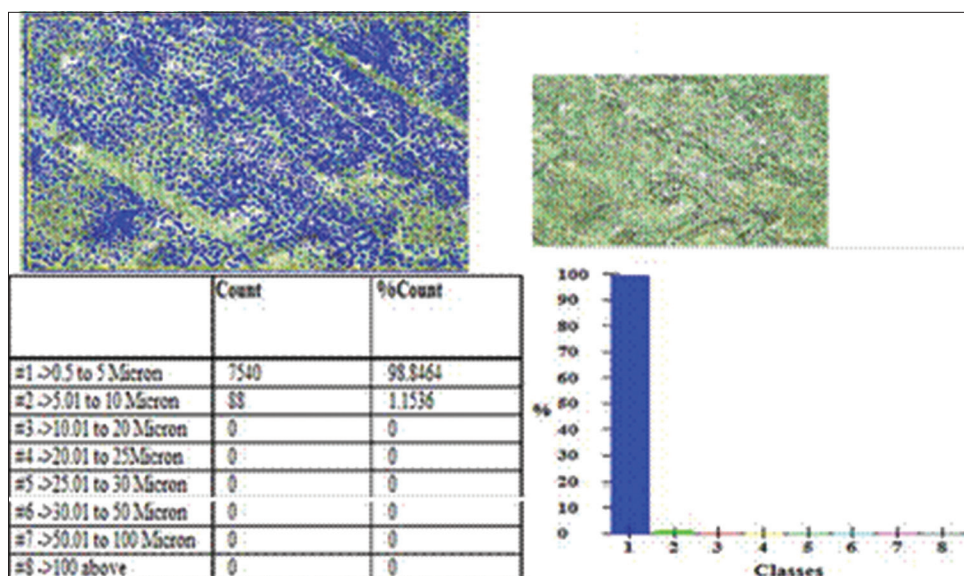 Count %Count
#1 ->0.5 to 5 Micron 7540 98.8464
#2 ->5.01 to 10 Micron 88 1.1536
#3 ->10.01 to 20 Micron 0 0
#4 ->20.01 to 25Micron 0 0
#5 ->25.01 to 30 Micron 0 0
#6 ->30.01 to 50 Micron 0 0
#7 ->50.01 to 100 Micron 0 0
#8 ->100 above 0 0
100
90
80
70
60
50
%
40
30
20
10
0
1 2 3 4 5 6 7 8
Classes